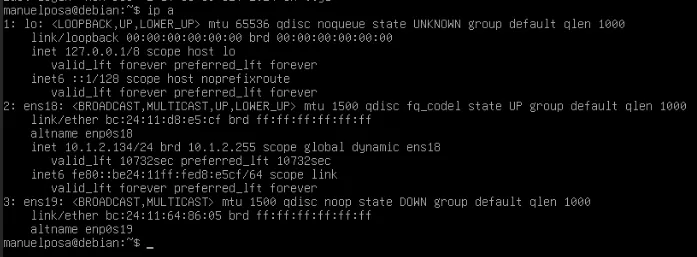 manuelposa@debian:~$ ip a
1: lo: <LOOPBACK,UP,LOWER_UP> mtu 65536 qdisc noqueue state UNKNOWN group default qlen 1000
    link/loopback 00:00:00:00:00:00 brd 00:00:00:00:00:00
    inet 127.0.0.1/8 scope host lo
       valid_lft forever preferred_lft forever
    inet6 ::1/128 scope host noprefixroute
       valid_lft forever preferred_lft forever
2: ens18: <BROADCAST,MULTICAST,UP,LOWER_UP> mtu 1500 qdisc fq_codel state UP group default qlen 1000
    link/ether bc:24:11:d8:e5:cf brd ff:ff:ff:ff:ff:ff
    altname enp0s18
    inet 10.1.2.134/24 brd 10.1.2.255 scope global dynamic ens18
       valid_lft 10732sec preferred_lft 10732sec
    inet6 fe80::be24:11ff:fed8:e5cf/64 scope link
       valid_lft forever preferred_lft forever
3: ens19: <BROADCAST,MULTICAST> mtu 1500 qdisc noop state DOWN group default qlen 1000
    link/ether bc:24:11:64:86:05 brd ff:ff:ff:ff:ff:ff
    altname enp0s19
manuelposa@debian:~$ _